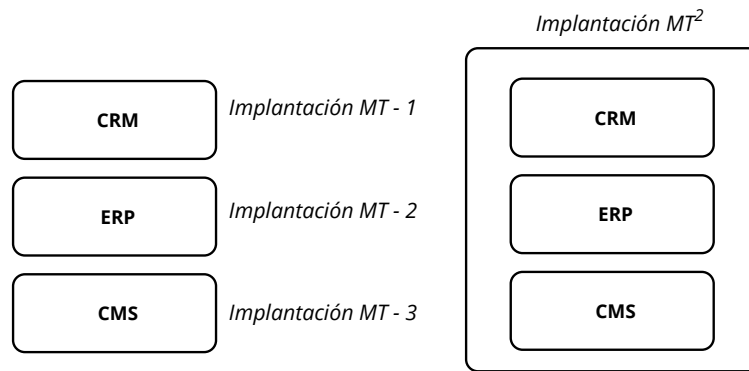 Implantación MT²
CRM
Implantación MT - 1
ERP
Implantación MT - 2
CMS
Implantación MT - 3
CRM
ERP
CMS